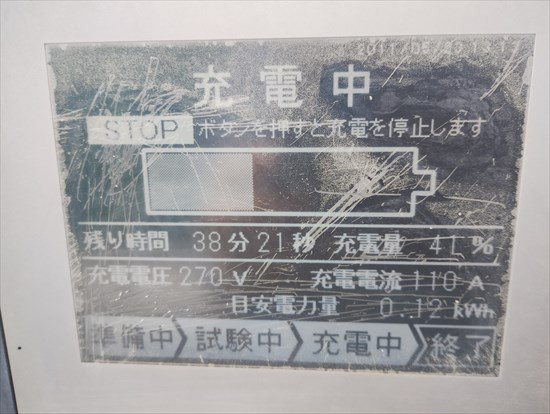 充電中
STOP ボタンを押すと充電を停止します
残り時間 38分21秒 充電量 41%
充電電圧 270V 充電電流 110A
目安電力量 0.12kWh
準備中 試験中 充電中 終了